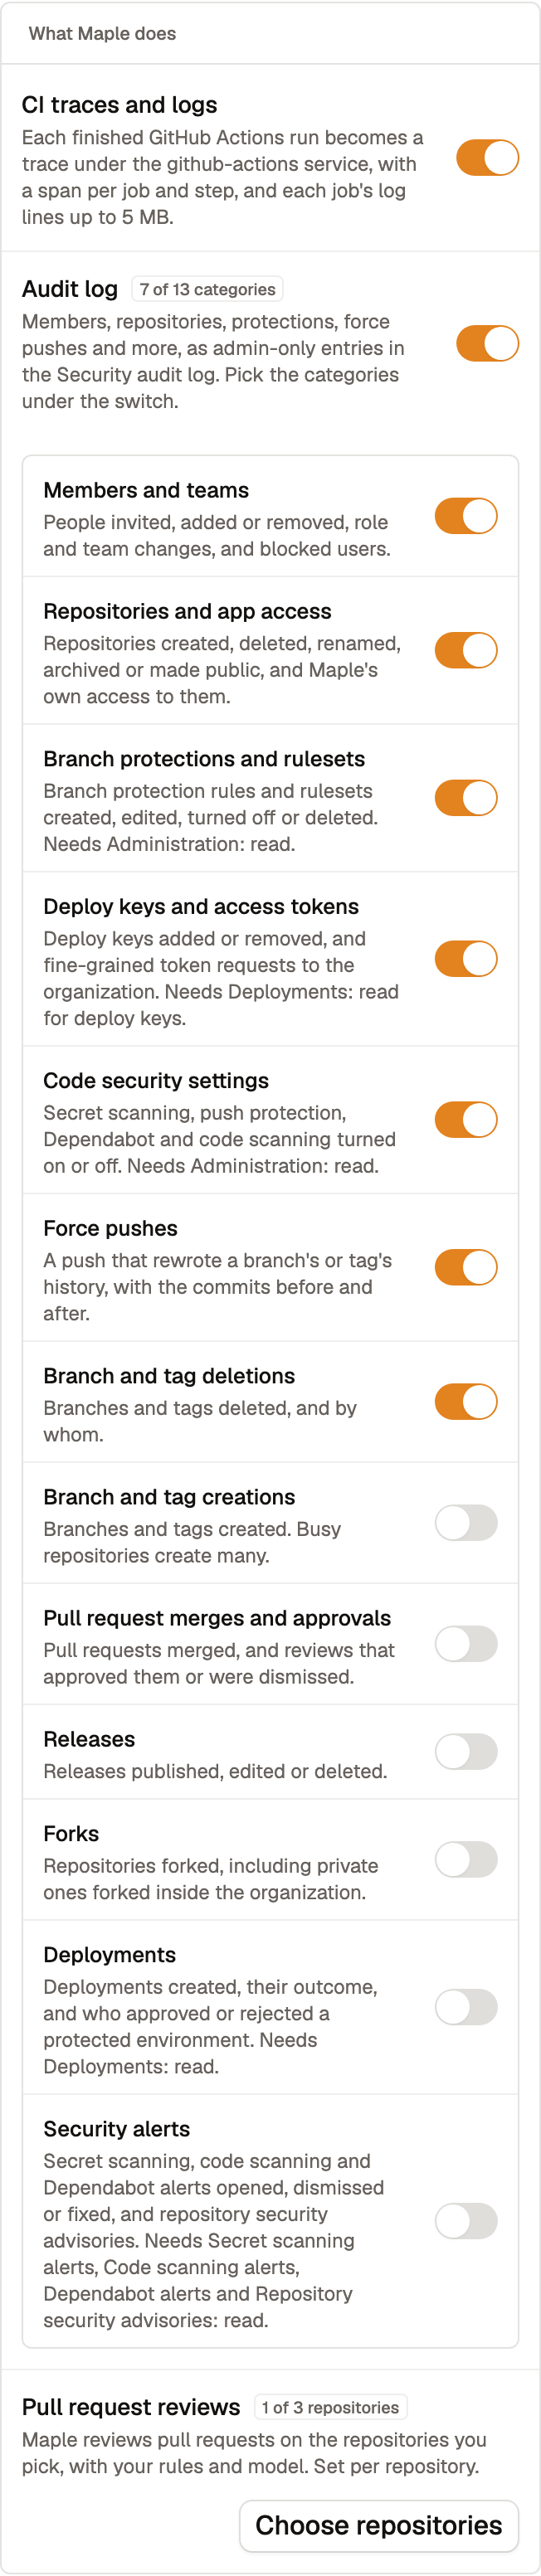 What Maple does
CI traces and logs
Each finished GitHub Actions run becomes a
trace under the github-actions service, with
a span per job and step, and each job's log
lines up to 5 MB.
Audit log 7 of 13 categories
Members, repositories, protections, force
pushes and more, as admin-only entries in
the Security audit log. Pick the categories
under the switch.
Members and teams
People invited, added or removed, role
and team changes, and blocked users.
Repositories and app access
Repositories created, deleted, renamed,
archived or made public, and Maple's
own access to them.
Branch protections and rulesets
Branch protection rules and rulesets
created, edited, turned off or deleted.
Needs Administration: read.
Deploy keys and access tokens
Deploy keys added or removed, and
fine-grained token requests to the
organization. Needs Deployments: read
for deploy keys.
Code security settings
Secret scanning, push protection,
Dependabot and code scanning turned
on or off. Needs Administration: read.
Force pushes
A push that rewrote a branch's or tag's
history, with the commits before and
after.
Branch and tag deletions
Branches and tags deleted, and by
whom.
Branch and tag creations
Branches and tags created. Busy
repositories create many.
Pull request merges and approvals
Pull requests merged, and reviews that
approved them or were dismissed.
Releases
Releases published, edited or deleted.
Forks
Repositories forked, including private
ones forked inside the organization.
Deployments
Deployments created, their outcome,
and who approved or rejected a
protected environment. Needs
Deployments: read.
Security alerts
Secret scanning, code scanning and
Dependabot alerts opened, dismissed
or fixed, and repository security
advisories. Needs Secret scanning
alerts, Code scanning alerts,
Dependabot alerts and Repository
security advisories: read.
Pull request reviews 1 of 3 repositories
Maple reviews pull requests on the repositories you
pick, with your rules and model. Set per repository.
Choose repositories